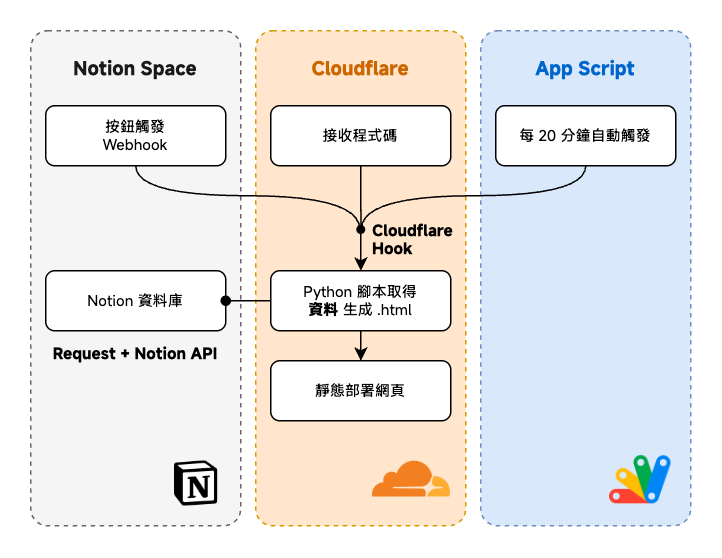 Notion Space
Cloudflare
App Script
按鈕觸發
Webhook
接收程式碼
每 20 分鐘自動觸發
Cloudflare
Hook
Notion 資料庫
Python 腳本取得
資料 生成 .html
Request + Notion API
靜態部署網頁
N